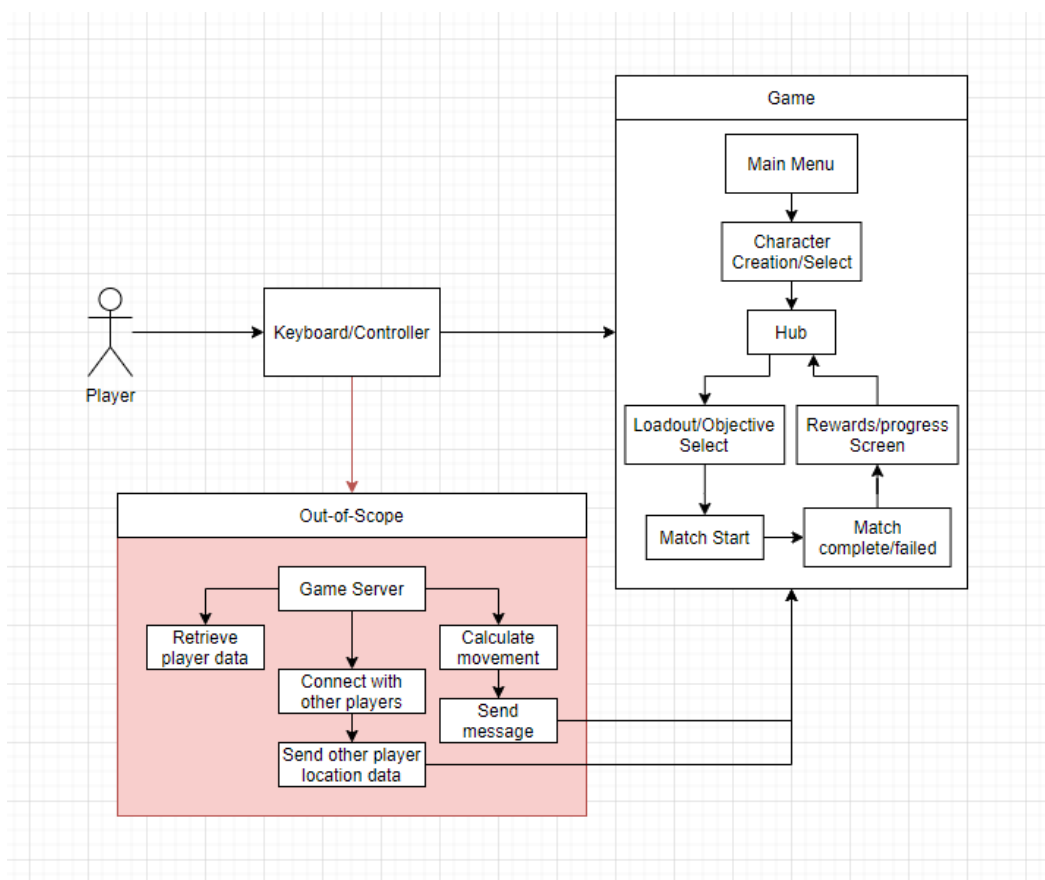 Game
Main Menu
Character
Creation/Select
Hub
Keyboard/Controller
Player
Loadout/Objective
Select
Rewards/progress
Screen
Match Start
Match
complete/failed
Out-of-Scope
Game Server
Retrieve
player data
Calculate
movement
Connect with
other players
Send
message
Send other player
location data